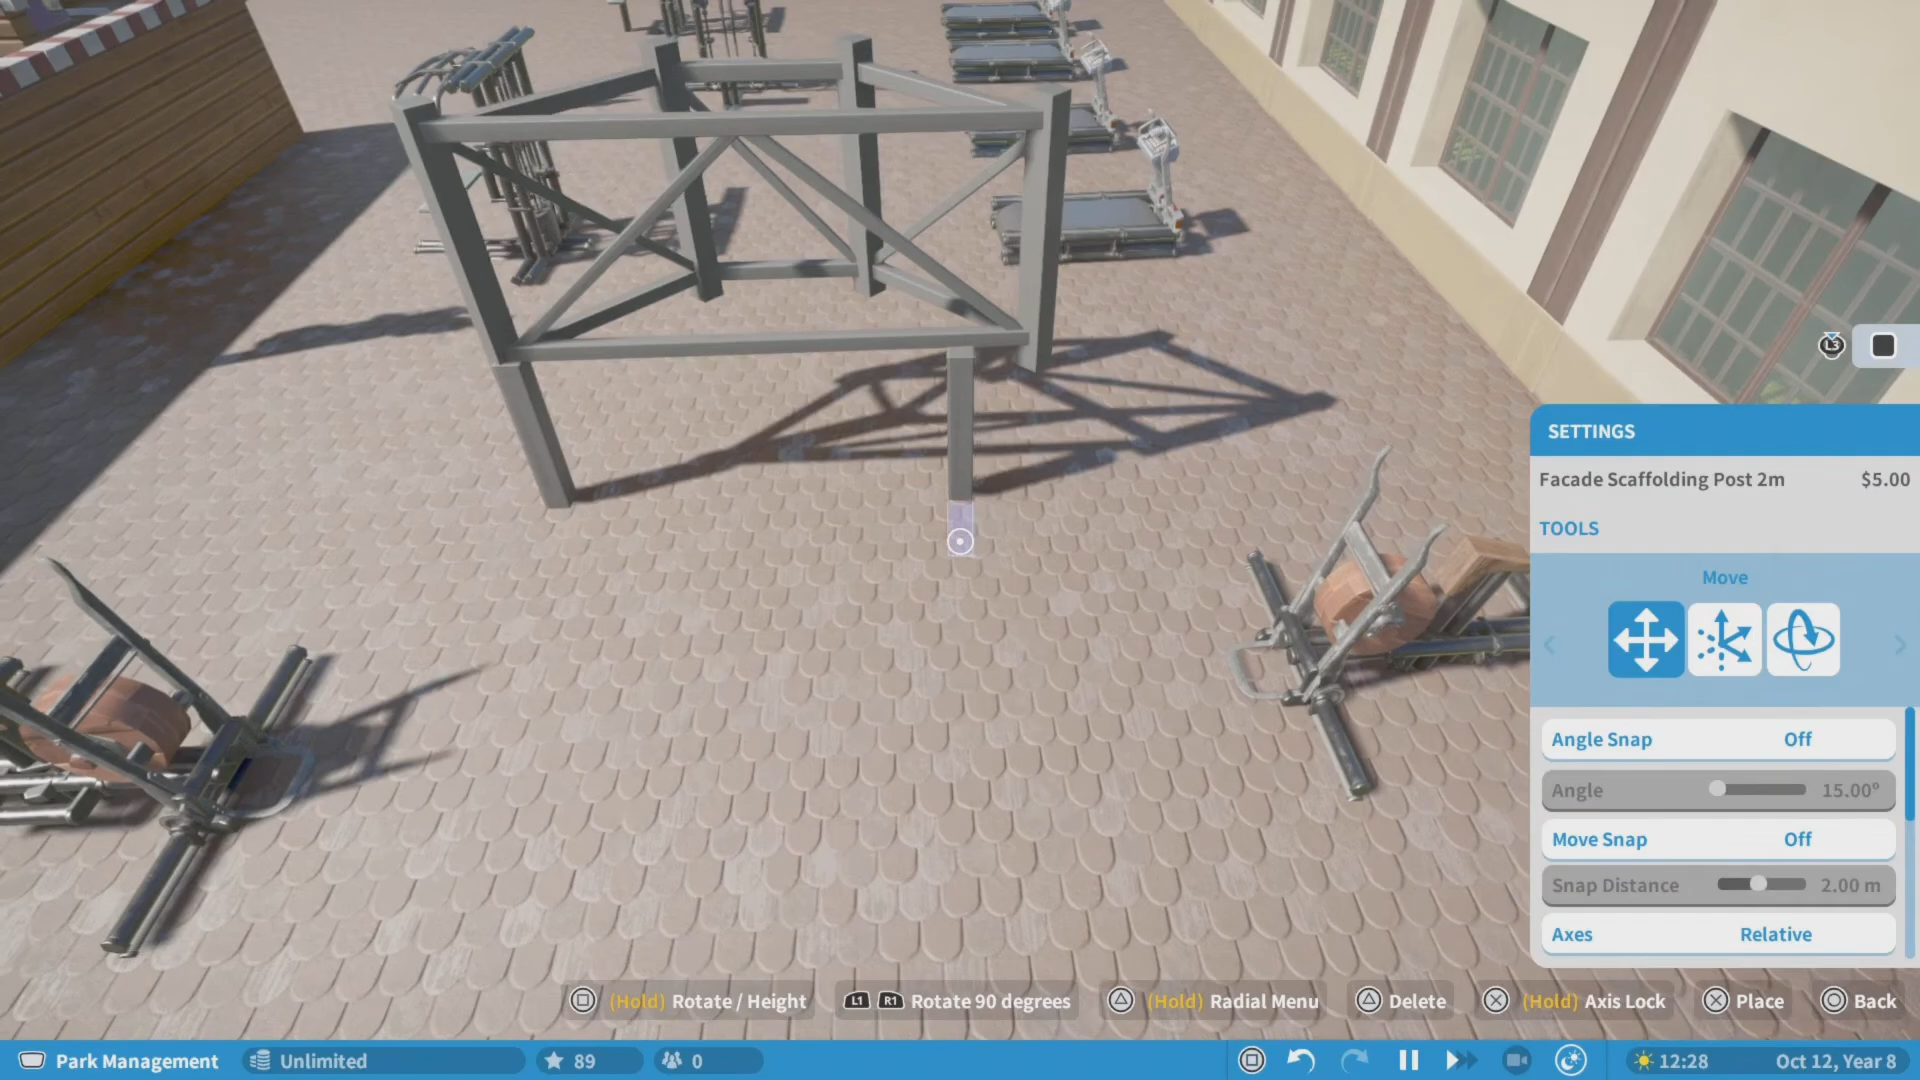 L3
SETTINGS
Facade Scaffolding Post 2m $5.00
TOOLS
Move
Angle Snap Off
Angle 15.00°
Move Snap Off
Snap Distance 2.00 m
Axes Relative
(Hold) Rotate / Height L1 R1 Rotate 90 degrees (Hold) Radial Menu Delete (Hold) Axis Lock Place Back
Park Management Unlimited 89 0 12:28 Oct 12, Year 8